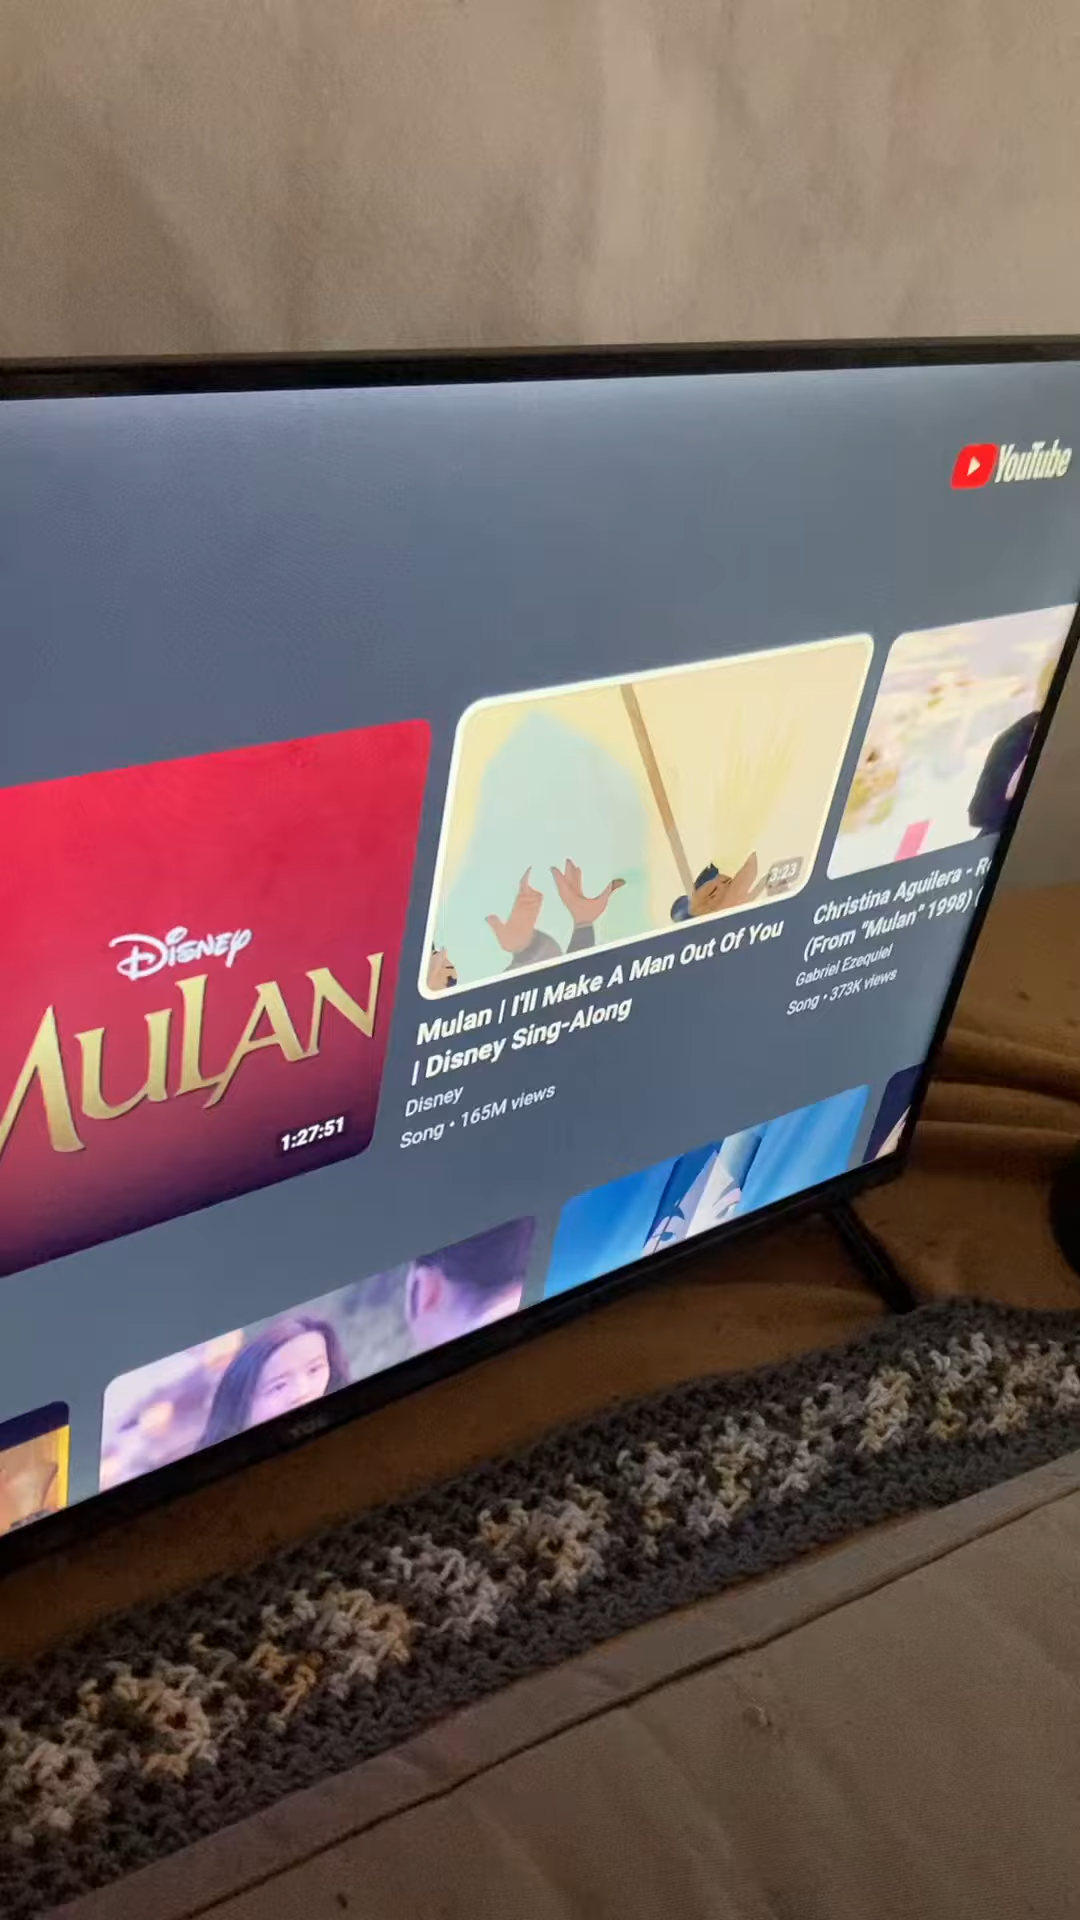 YouTube
DISNEY
MULAN
1:27:51
3:23
Mulan | I'll Make A Man Out Of You
| Disney Sing-Along
Disney
Song • 165M views
Christina Aguilera -
(From "Mulan" 1998)
Gabriel Ezequiel
Song • 373K views